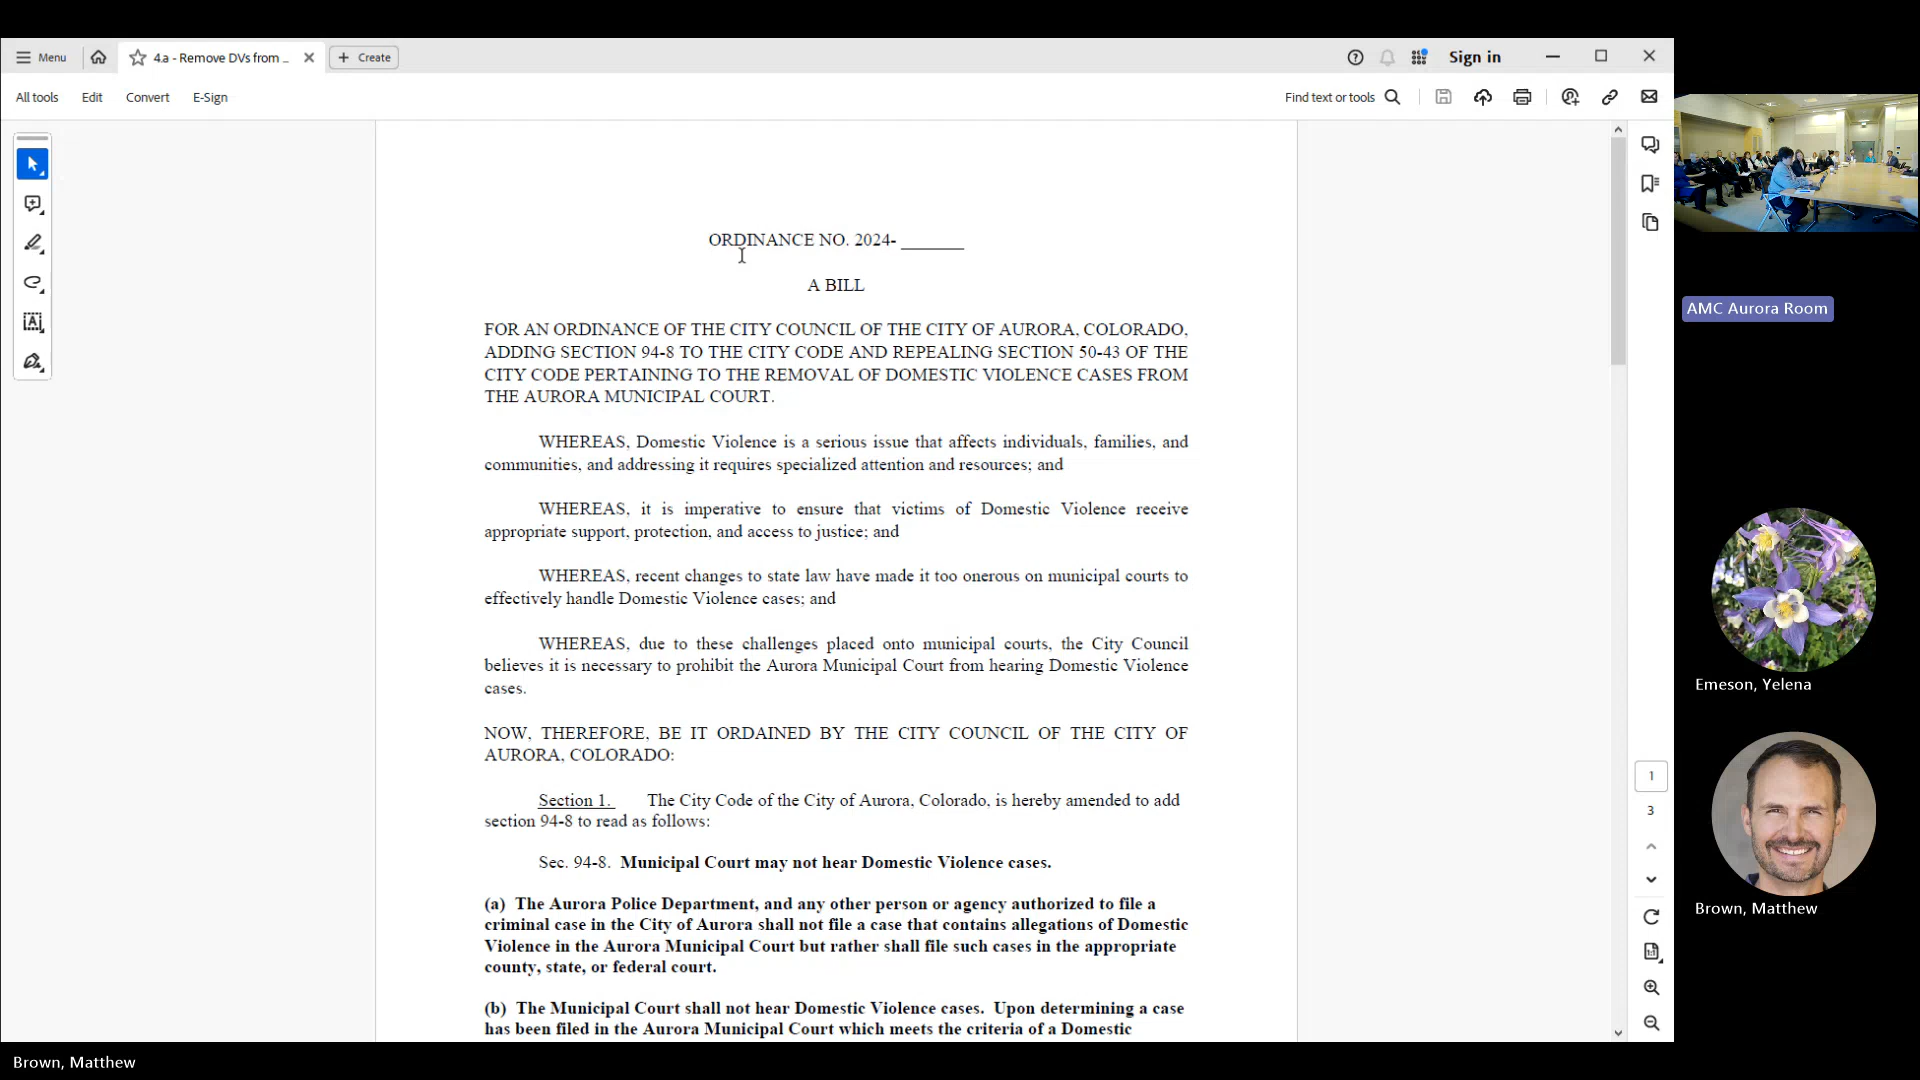 Menu
4.a - Remove DVs from ...
Create
Sign in
All tools
Edit
Convert
E-Sign
Find text or tools
ORDINANCE NO. 2024- _______
A BILL
FOR AN ORDINANCE OF THE CITY COUNCIL OF THE CITY OF AURORA, COLORADO,
ADDING SECTION 94-8 TO THE CITY CODE AND REPEALING SECTION 50-43 OF THE
CITY CODE PERTAINING TO THE REMOVAL OF DOMESTIC VIOLENCE CASES FROM
THE AURORA MUNICIPAL COURT.
WHEREAS, Domestic Violence is a serious issue that affects individuals, families, and
communities, and addressing it requires specialized attention and resources; and
WHEREAS, it is imperative to ensure that victims of Domestic Violence receive
appropriate support, protection, and access to justice; and
WHEREAS, recent changes to state law have made it too onerous on municipal courts to
effectively handle Domestic Violence cases; and
WHEREAS, due to these challenges placed onto municipal courts, the City Council
believes it is necessary to prohibit the Aurora Municipal Court from hearing Domestic Violence
cases.
NOW, THEREFORE, BE IT ORDAINED BY THE CITY COUNCIL OF THE CITY OF
AURORA, COLORADO:
Section 1. The City Code of the City of Aurora, Colorado, is hereby amended to add
section 94-8 to read as follows:
Sec. 94-8. Municipal Court may not hear Domestic Violence cases.
(a) The Aurora Police Department, and any other person or agency authorized to file a
criminal case in the City of Aurora shall not file a case that contains allegations of Domestic
Violence in the Aurora Municipal Court but rather shall file such cases in the appropriate
county, state, or federal court.
(b) The Municipal Court shall not hear Domestic Violence cases. Upon determining a case
has been filed in the Aurora Municipal Court which meets the criteria of a Domestic
1
3
AMC Aurora Room
Emeson, Yelena
Brown, Matthew
Brown, Matthew